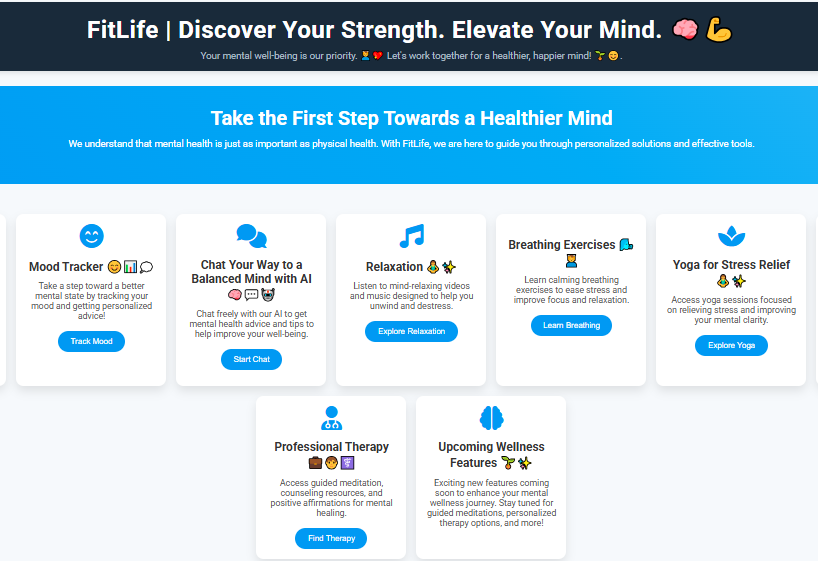 FitLife | Discover Your Strength. Elevate Your Mind. 🧠 💪
Your mental well-being is our priority. 💆‍♂️ ❤️ Let's work together for a healthier, happier mind! 🌱 😊.
Take the First Step Towards a Healthier Mind
We understand that mental health is just as important as physical health. With FitLife, we are here to guide you through personalized solutions and effective tools.
Mood Tracker 😊 📊 💭
Take a step toward a better
mental state by tracking your
mood and getting personalized
advice!
Track Mood
Chat Your Way to a
Balanced Mind with AI
🧠 💬 🤖
Chat freely with our AI to get
mental health advice and tips to
help improve your well-being.
Start Chat
Relaxation 🧘 ✨
Listen to mind-relaxing videos
and music designed to help you
unwind and destress.
Explore Relaxation
Breathing Exercises 🌬️
💆‍♂️
Learn calming breathing
exercises to ease stress and
improve focus and relaxation.
Learn Breathing
Yoga for Stress Relief
🧘 ✨
Access yoga sessions focused
on relieving stress and improving
your mental clarity.
Explore Yoga
Professional Therapy
💼 🧑 ⚕️
Access guided meditation,
counseling resources, and
positive affirmations for mental
healing.
Find Therapy
Upcoming Wellness
Features 🌱 ✨
Exciting new features coming
soon to enhance your mental
wellness journey. Stay tuned for
guided meditations, personalized
therapy options, and more!